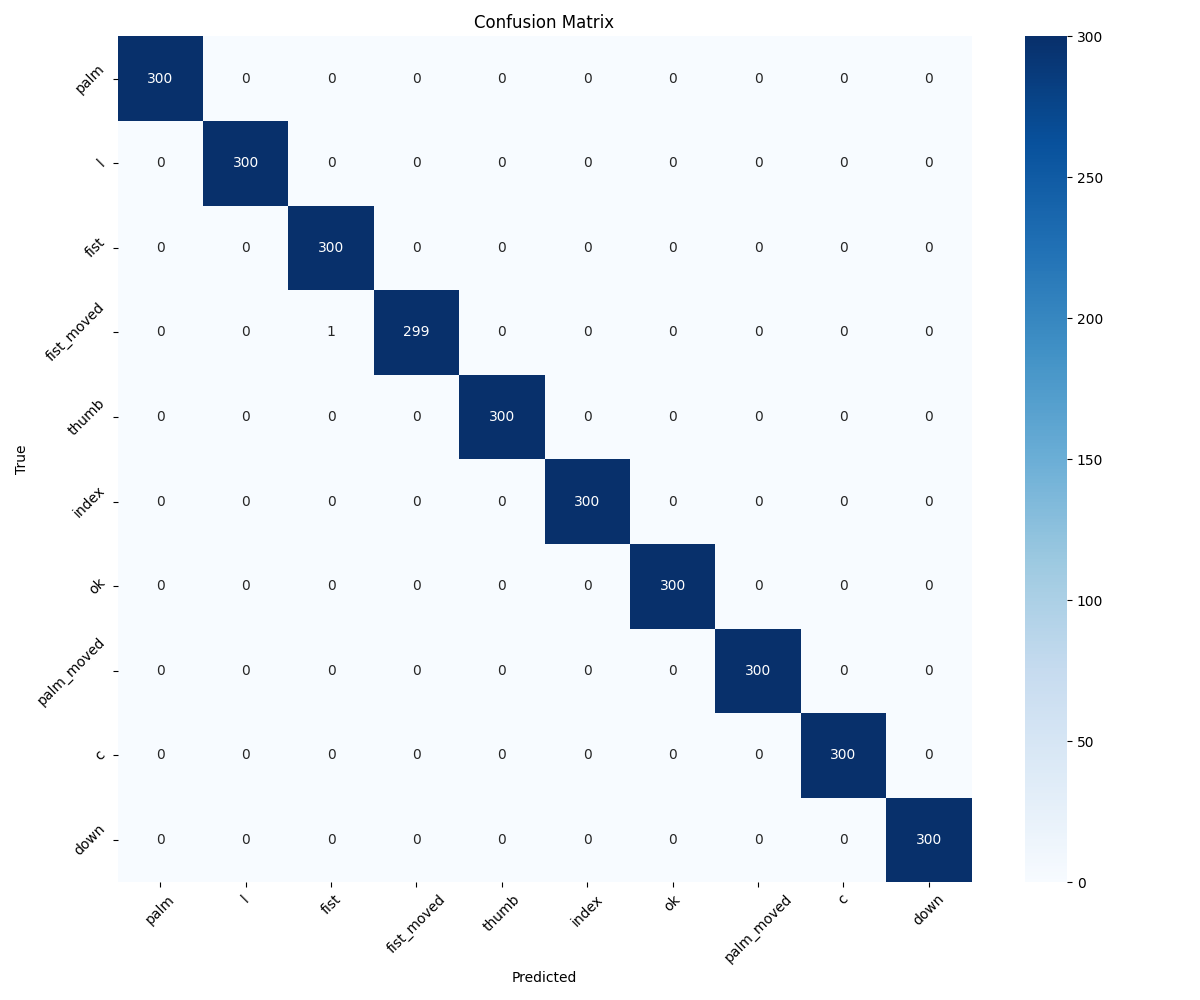 Confusion Matrix
palm 300 0 0 0 0 0 0 0 0 0
l 0 300 0 0 0 0 0 0 0 0
fist 0 0 300 0 0 0 0 0 0 0
fist_moved 0 0 1 299 0 0 0 0 0 0
thumb 0 0 0 0 300 0 0 0 0 0
index 0 0 0 0 0 300 0 0 0 0
ok 0 0 0 0 0 0 300 0 0 0
palm_moved 0 0 0 0 0 0 0 300 0 0
c 0 0 0 0 0 0 0 0 300 0
down 0 0 0 0 0 0 0 0 0 300
True
palm l fist fist_moved thumb index ok palm_moved c down
Predicted
300
250
200
150
100
50
0